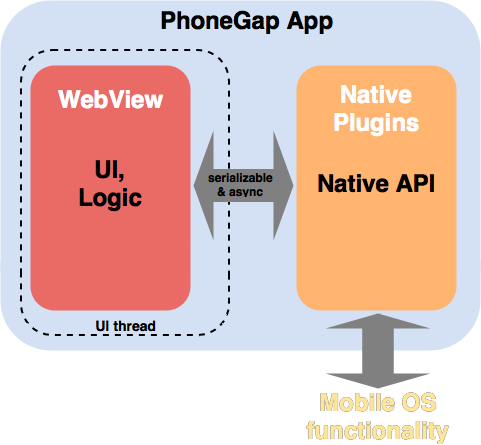 PhoneGap App
WebView
UI,
Logic
UI thread
serializable
& async
Native
Plugins
Native API
Mobile OS
functionality